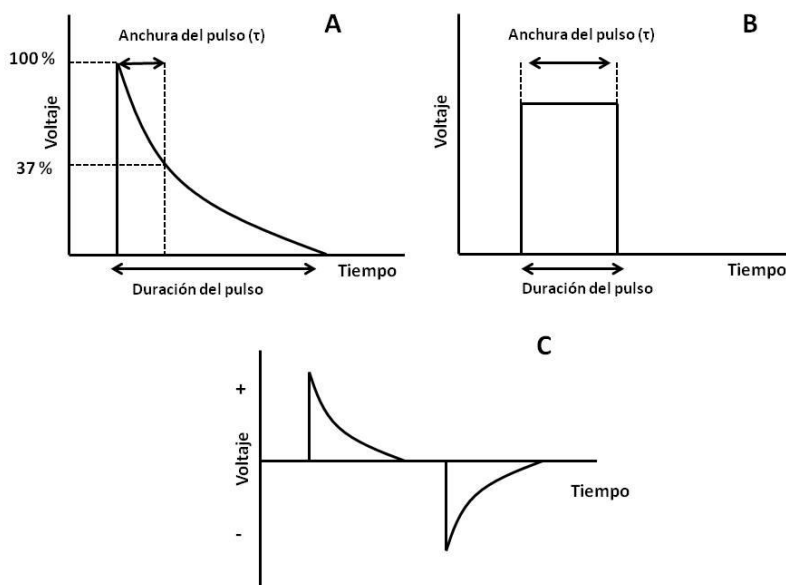 A
Anchura del pulso (τ)
100 %
Voltaje
37 %
Tiempo
Duración del pulso
B
Anchura del pulso (τ)
Voltaje
Tiempo
Duración del pulso
C
+
Voltaje
Tiempo
-